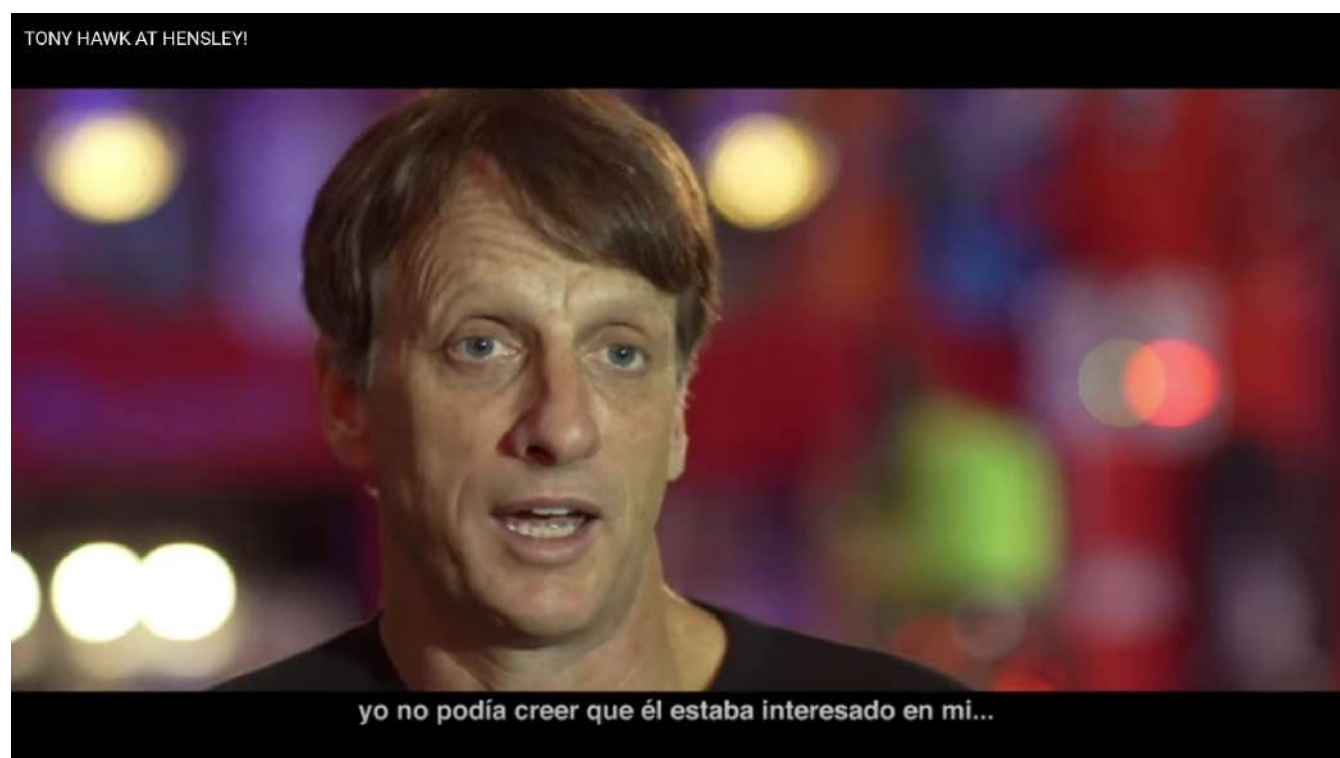 TONY HAWK AT HENSLEY!
yo no podía creer que él estaba interesado en mi...